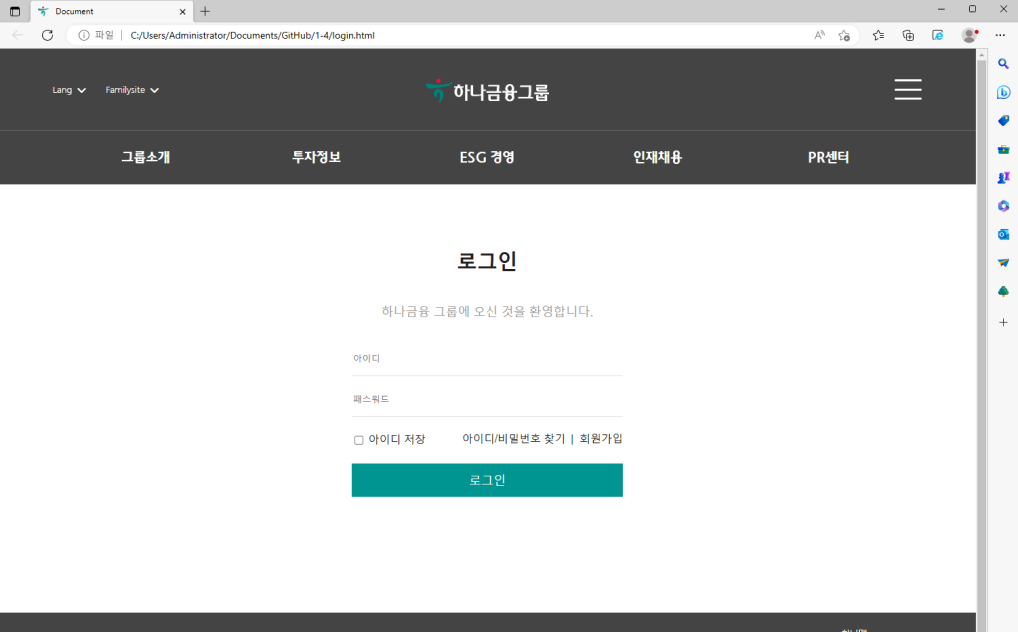 Document
파일 C:/Users/Administrator/Documents/GitHub/1-4/login.html
Lang Familysite 하나금융그룹
그룹소개 투자정보 ESG 경영 인재채용 PR센터
로그인
하나금융 그룹에 오신 것을 환영합니다.
아이디
패스워드
아이디 저장 아이디/비밀번호 찾기 | 회원가입
로그인